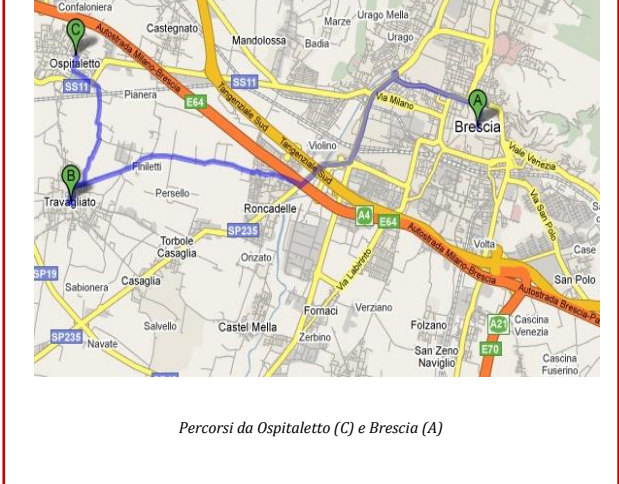 Confaloniera
Castegnato
Marze
Urago Mella
Urago
Mandolossa
Badia
C
Autostrada Milano-Brescia
Ospitaletto
SS11
SS11
Pianera
E64
Tangenziale Sud
Via Milano
A
Brescia
Tangenziale Sud
Violino
Viale Venezia
B
Finiletti
Travagliato
Persello
Roncadelle
Via San Polo
A4
E64
SP235
Torbole
Casaglia
Onzato
Via Labirinto
Autostrada Milano-Brescia
Volta
Case
SP19
Sabionera
Casaglia
San Polo
Autostrada Brescia-Pa
Fornaci
Verziano
Salvello
Castel Mella
Folzano
A21
Cascina
Venezia
SP235
Navate
Zerbino
San Zeno
Naviglio
E70
Cascina
Fuserino
Percorsi da Ospitaletto (C) e Brescia (A)